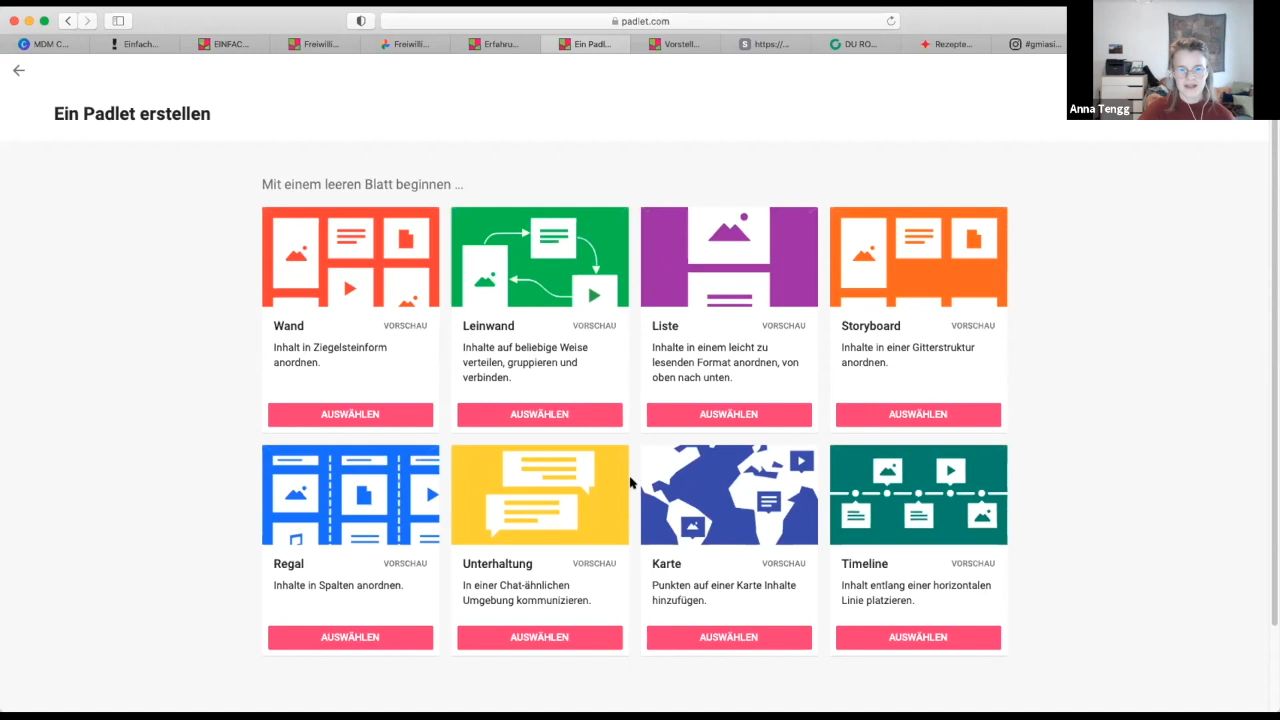 padlet.com
MDM C...
Einfach...
EINFAC...
Freiwilli...
Freiwilli...
Erfahru...
Ein Padl...
Vorstell...
S
https://...
DU RO...
Rezepte...
#gmiasi...
Anna Tengg
Ein Padlet erstellen
Mit einem leeren Blatt beginnen ...
Wand
VORSCHAU
Inhalt in Ziegelsteinform
anordnen.
AUSWÄHLEN
Leinwand
VORSCHAU
Inhalte auf beliebige Weise
verteilen, gruppieren und
verbinden.
AUSWÄHLEN
Liste
VORSCHAU
Inhalte in einem leicht zu
lesenden Format anordnen, von
oben nach unten.
AUSWÄHLEN
Storyboard
VORSCHAU
Inhalte in einer Gitterstruktur
anordnen.
AUSWÄHLEN
Regal
VORSCHAU
Inhalte in Spalten anordnen.
AUSWÄHLEN
Unterhaltung
VORSCHAU
In einer Chat-ähnlichen
Umgebung kommunizieren.
AUSWÄHLEN
Karte
VORSCHAU
Punkten auf einer Karte Inhalte
hinzufügen.
AUSWÄHLEN
Timeline
VORSCHAU
Inhalt entlang einer horizontalen
Linie platzieren.
AUSWÄHLEN